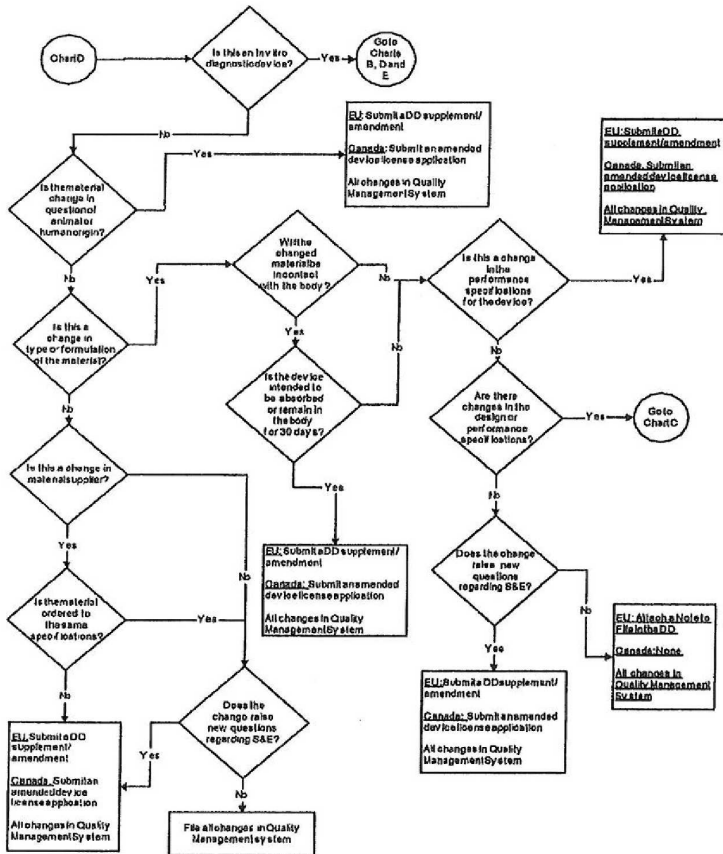 Chart D
Is this an In vitro
diagnostic device?
Yes
Go to
Charts
B, D and
E
No
EU: Submit a DD supplement/
amendment
Canada: Submit an amended
device license application
All changes in Quality
Management System
EU: Submit a DD
supplement/amendment
Canada: Submit an
amended device license
application
All changes in Quality
Management System
Yes
Is the material
change in
question of
animal or
human origin?
No
Will the
changed
material be
in contact
with the body?
No
Is this a change
in the
performance
specifications
for the device?
Yes
Yes
Is this a
change in
type or formulation
of the material?
Yes
No
No
Is the device
intended to
be absorbed
or remain in
the body
for 30 days?
No
Are there
changes in the
design or
performance
specifications?
Yes
Go to
Chart C
No
Is this a change in
material supplier?
Yes
No
Yes
No
EU: Submit a DD supplement/
amendment
Canada: Submit an amended
device license application
All changes in Quality
Management System
Does the change
raise new
questions
regarding S&E?
No
Is the material
ordered to
the same
specifications?
Yes
Yes
EU: Attach a Note to
File in the DD
Canada: None
All changes in
Quality Management
System
No
EU: Submit a DD supplement/
amendment
Canada: Submit an amended
device license application
All changes in Quality
Management System
Does the
change raise
new questions
regarding S&E?
Yes
EU: Submit a DD
supplement/
amendment
Canada: Submit an
amended device
license application
All changes in Quality
Management System
No
File all changes in Quality
Management system